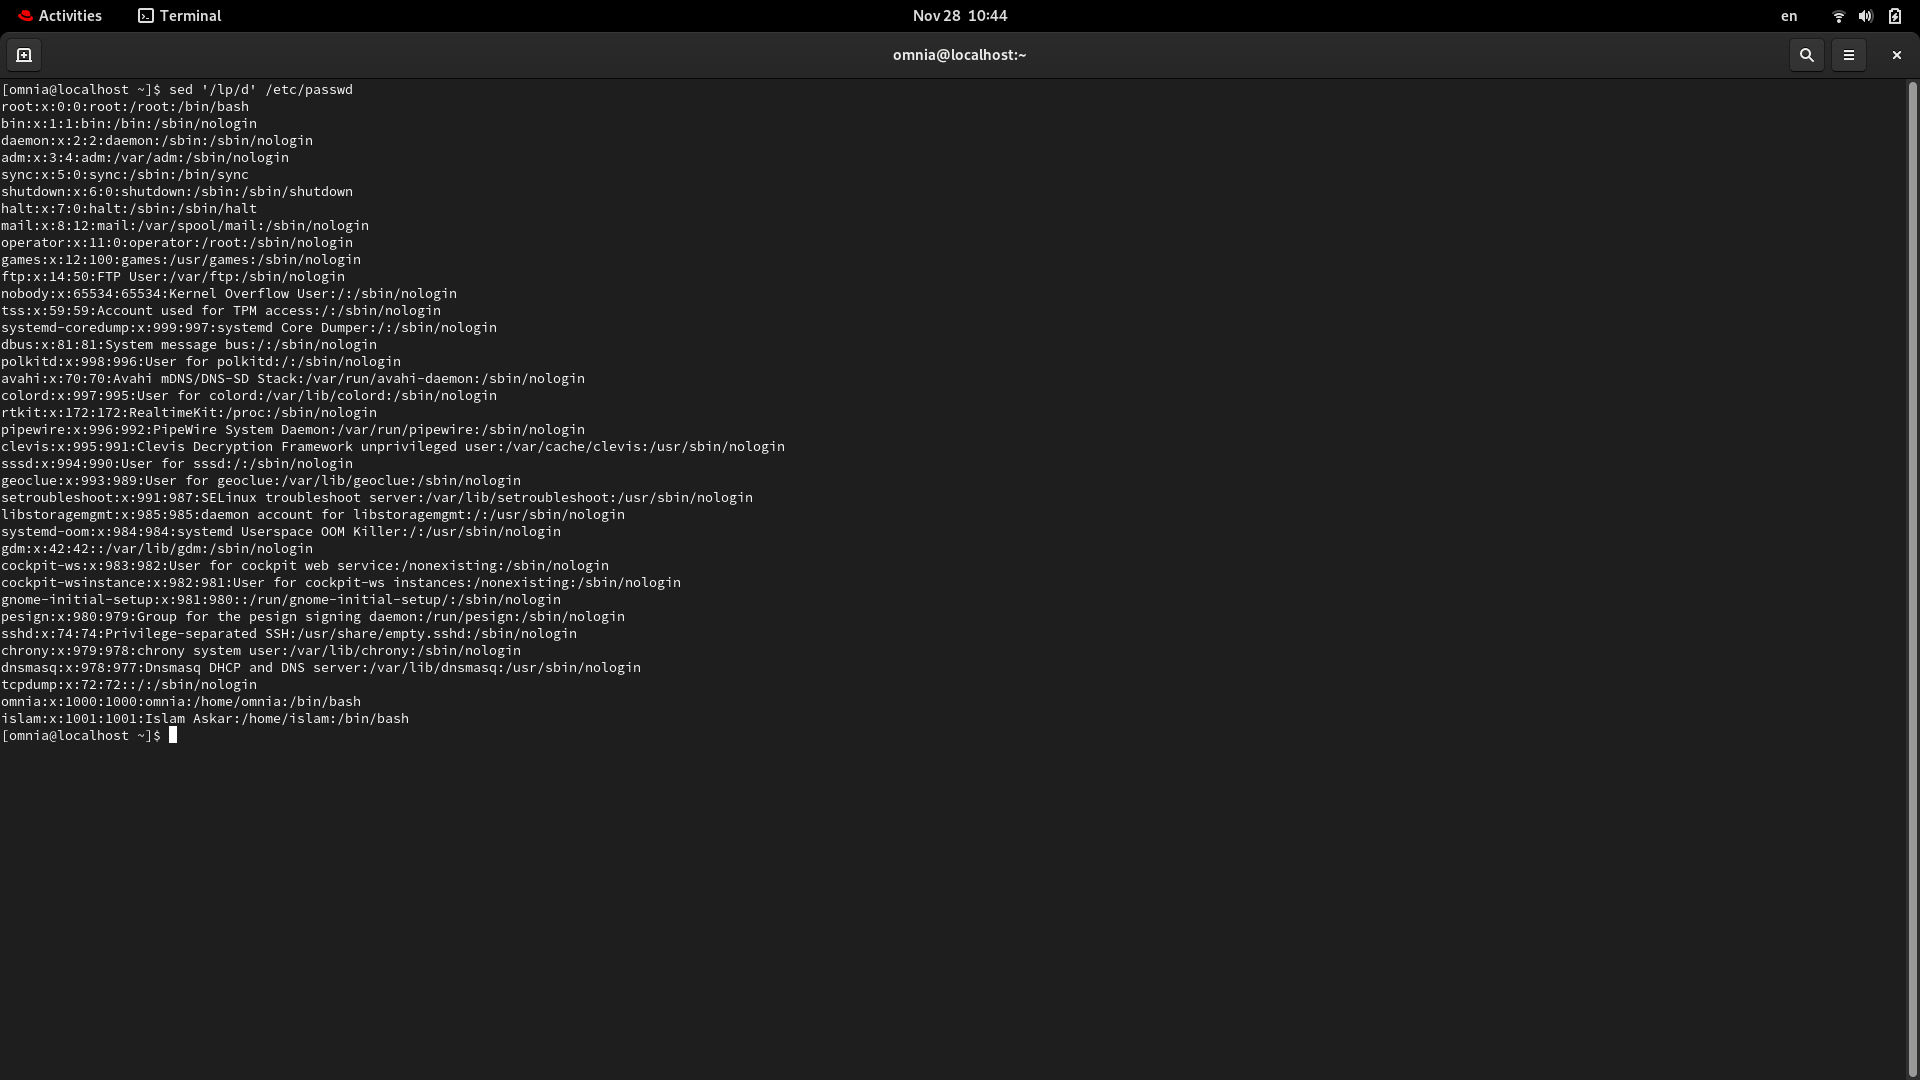 Activities Terminal Nov 28 10:44 en
omnia@localhost:~
[omnia@localhost ~]$ sed '/lp/d' /etc/passwd
root:x:0:0:root:/root:/bin/bash
bin:x:1:1:bin:/bin:/sbin/nologin
daemon:x:2:2:daemon:/sbin:/sbin/nologin
adm:x:3:4:adm:/var/adm:/sbin/nologin
sync:x:5:0:sync:/sbin:/bin/sync
shutdown:x:6:0:shutdown:/sbin:/sbin/shutdown
halt:x:7:0:halt:/sbin:/sbin/halt
mail:x:8:12:mail:/var/spool/mail:/sbin/nologin
operator:x:11:0:operator:/root:/sbin/nologin
games:x:12:100:games:/usr/games:/sbin/nologin
ftp:x:14:50:FTP User:/var/ftp:/sbin/nologin
nobody:x:65534:65534:Kernel Overflow User:/:/sbin/nologin
tss:x:59:59:Account used for TPM access:/:/sbin/nologin
systemd-coredump:x:999:997:systemd Core Dumper:/:/sbin/nologin
dbus:x:81:81:System message bus:/:/sbin/nologin
polkitd:x:998:996:User for polkitd:/:/sbin/nologin
avahi:x:70:70:Avahi mDNS/DNS-SD Stack:/var/run/avahi-daemon:/sbin/nologin
colord:x:997:995:User for colord:/var/lib/colord:/sbin/nologin
rtkit:x:172:172:RealtimeKit:/proc:/sbin/nologin
pipewire:x:996:992:PipeWire System Daemon:/var/run/pipewire:/sbin/nologin
clevis:x:995:991:Clevis Decryption Framework unprivileged user:/var/cache/clevis:/usr/sbin/nologin
sssd:x:994:990:User for sssd:/:/sbin/nologin
geoclue:x:993:989:User for geoclue:/var/lib/geoclue:/sbin/nologin
setroubleshoot:x:991:987:SELinux troubleshoot server:/var/lib/setroubleshoot:/usr/sbin/nologin
libstoragemgmt:x:985:985:daemon account for libstoragemgmt:/:/usr/sbin/nologin
systemd-oom:x:984:984:systemd Userspace OOM Killer:/:/usr/sbin/nologin
gdm:x:42:42::/var/lib/gdm:/sbin/nologin
cockpit-ws:x:983:982:User for cockpit web service:/nonexisting:/sbin/nologin
cockpit-wsinstance:x:982:981:User for cockpit-ws instances:/nonexisting:/sbin/nologin
gnome-initial-setup:x:981:980::/run/gnome-initial-setup/:/sbin/nologin
pesign:x:980:979:Group for the pesign signing daemon:/run/pesign:/sbin/nologin
sshd:x:74:74:Privilege-separated SSH:/usr/share/empty.sshd:/sbin/nologin
chrony:x:979:978:chrony system user:/var/lib/chrony:/sbin/nologin
dnsmasq:x:978:977:Dnsmasq DHCP and DNS server:/var/lib/dnsmasq:/usr/sbin/nologin
tcpdump:x:72:72::/:/sbin/nologin
omnia:x:1000:1000:omnia:/home/omnia:/bin/bash
islam:x:1001:1001:Islam Askar:/home/islam:/bin/bash
[omnia@localhost ~]$